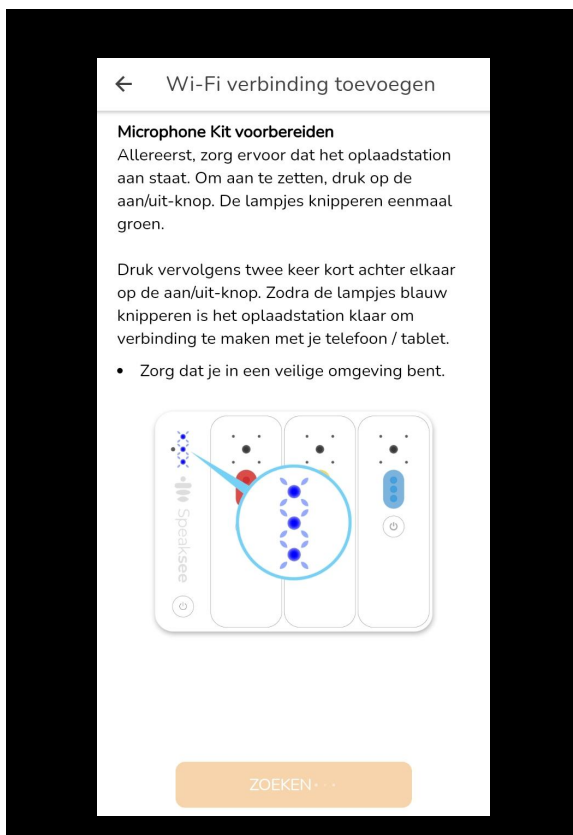 Wi-Fi verbinding toevoegen
Microphone Kit voorbereiden
Allereerst, zorg ervoor dat het oplaadstation
aan staat. Om aan te zetten, druk op de
aan/uit-knop. De lampjes knipperen eenmaal
groen.
Druk vervolgens twee keer kort achter elkaar
op de aan/uit-knop. Zodra de lampjes blauw
knipperen is het oplaadstation klaar om
verbinding te maken met je telefoon / tablet.
• Zorg dat je in een veilige omgeving bent.
Speaksee
ZOEKEN···